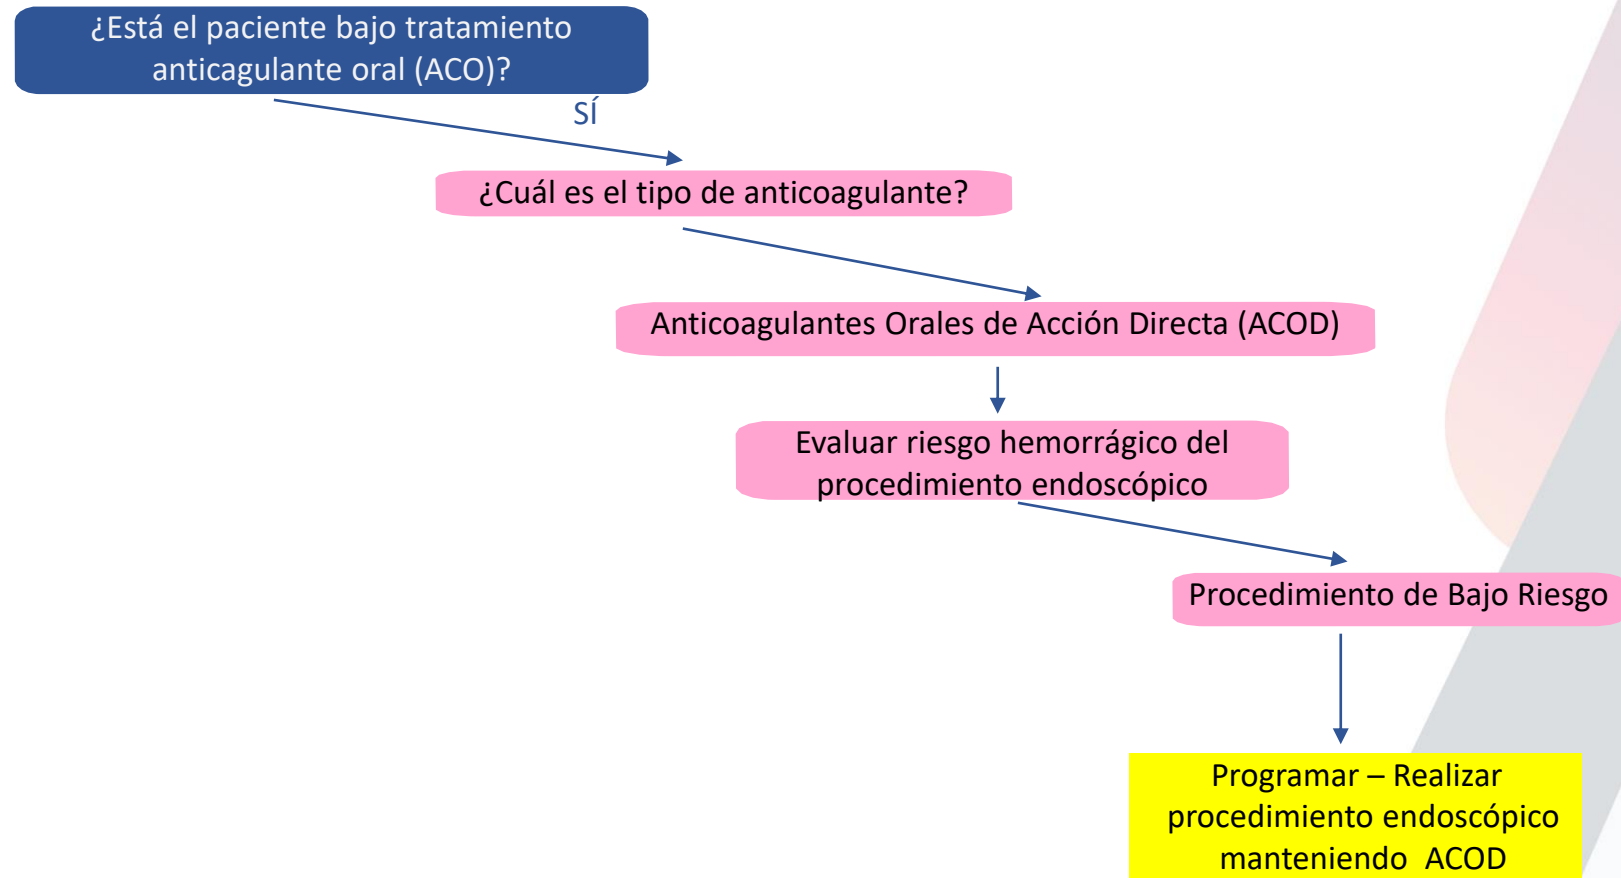 ¿Está el paciente bajo tratamiento
anticagulante oral (ACO)?
SÍ
¿Cuál es el tipo de anticoagulante?
Anticoagulantes Orales de Acción Directa (ACOD)
Evaluar riesgo hemorrágico del
procedimiento endoscópico
Procedimiento de Bajo Riesgo
Programar – Realizar
procedimiento endoscópico
manteniendo ACOD